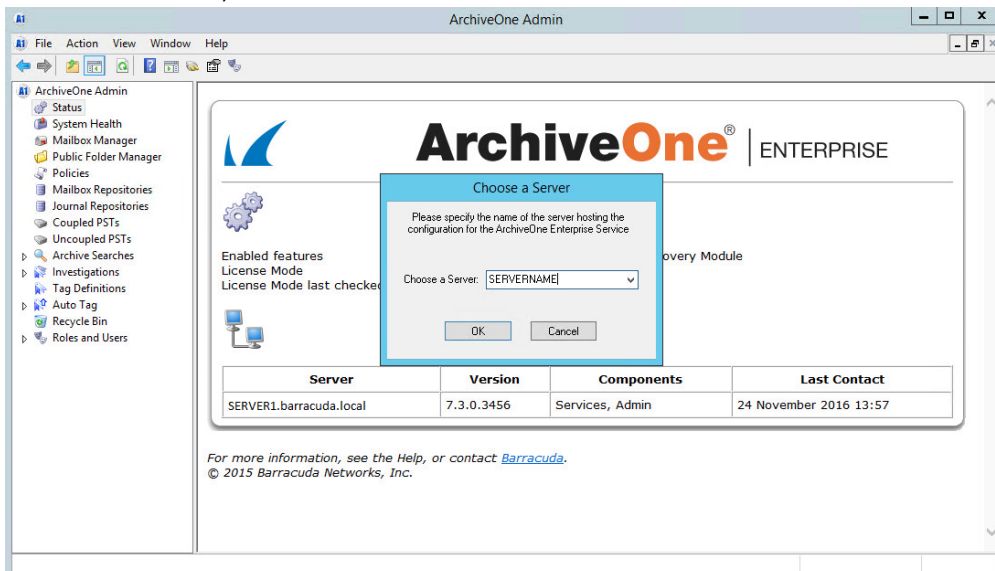 A1 ArchiveOne Admin
A1 File Action View Window Help
A1 ArchiveOne Admin
Status
System Health
Mailbox Manager
Public Folder Manager
Policies
Mailbox Repositories
Journal Repositories
Coupled PSTs
Uncoupled PSTs
Archive Searches
Investigations
Tag Definitions
Auto Tag
Recycle Bin
Roles and Users
ArchiveOne® | ENTERPRISE
Enabled features
overy Module
License Mode
License Mode last checked
Choose a Server
Please specify the name of the server hosting the
configuration for the ArchiveOne Enterprise Service
Choose a Server: SERVERNAME
OK Cancel
Server Version Components Last Contact
SERVER1.barracuda.local 7.3.0.3456 Services, Admin 24 November 2016 13:57
For more information, see the Help, or contact Barracuda.
© 2015 Barracuda Networks, Inc.